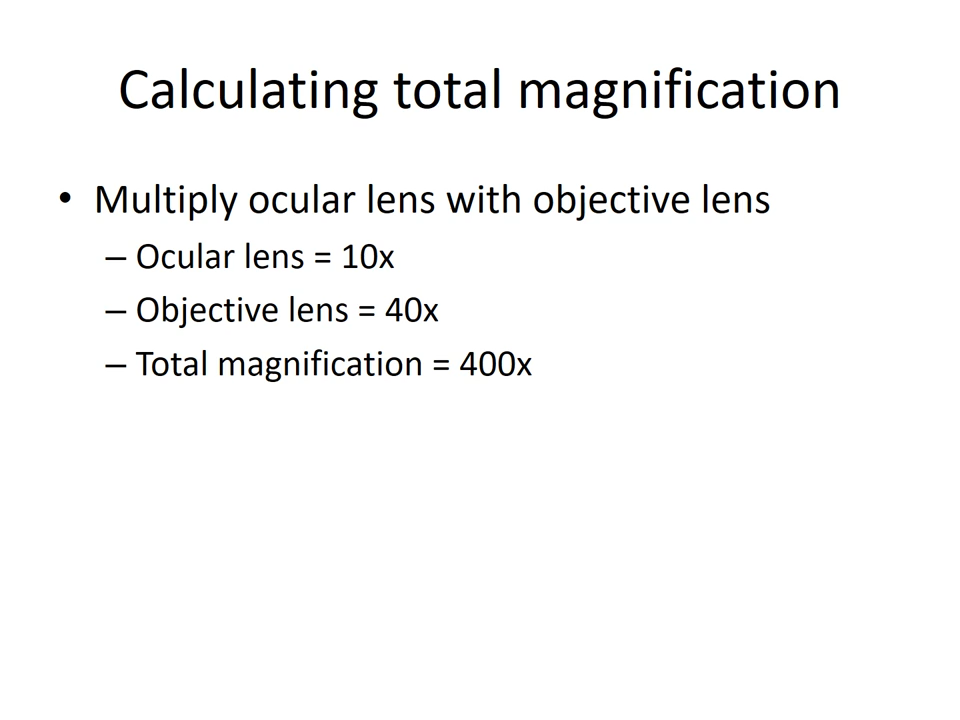 Calculating total magnification
• Multiply ocular lens with objective lens
– Ocular lens = 10x
– Objective lens = 40x
– Total magnification = 400x